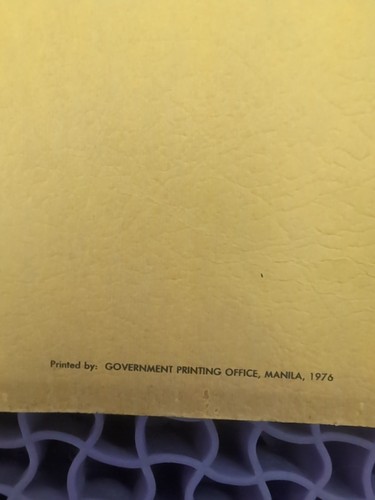 Printed by: GOVERNMENT PRINTING OFFICE, MANILA, 1976